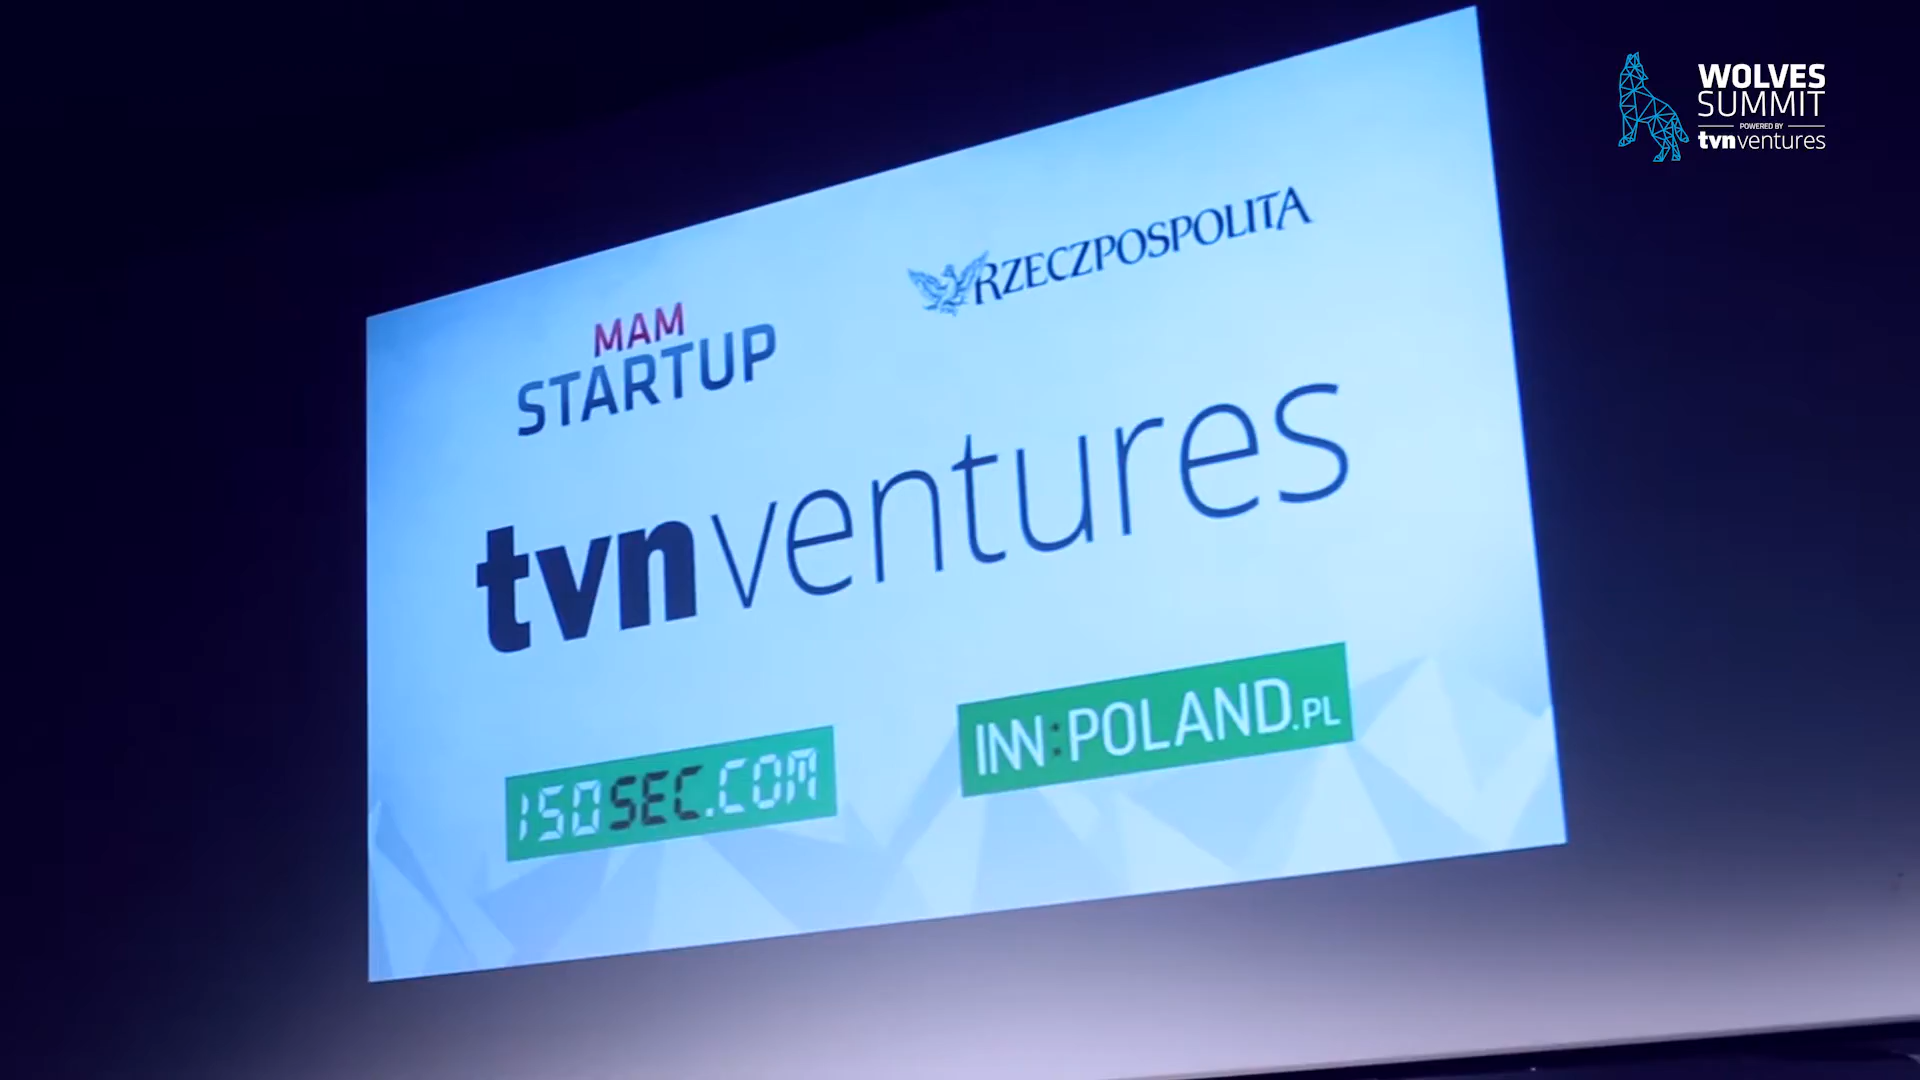 WOLVES
SUMMIT
POWERED BY
tvnventures
RZECZPOSPOLITA
MAM
STARTUP
tvnventures
INN:POLAND.PL
150SEC.COM